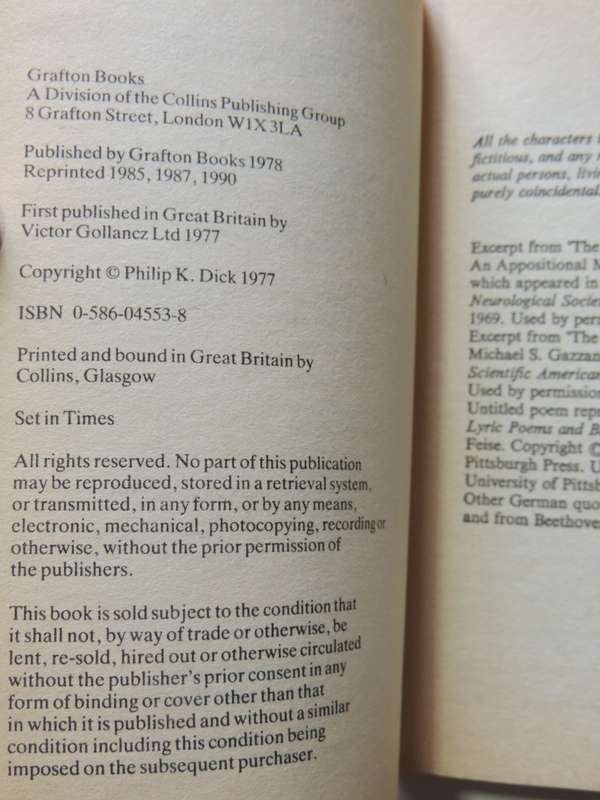 Grafton Books
A Division of the Collins Publishing Group
8 Grafton Street, London W1X 3LA
Published by Grafton Books 1978
Reprinted 1985, 1987, 1990
First published in Great Britain by
Victor Gollancz Ltd 1977
Copyright © Philip K. Dick 1977
ISBN 0-586-04553-8
Printed and bound in Great Britain by
Collins, Glasgow
Set in Times
All rights reserved. No part of this publication
may be reproduced, stored in a retrieval system,
or transmitted, in any form, or by any means,
electronic, mechanical, photocopying, recording or
otherwise, without the prior permission of
the publishers.
This book is sold subject to the condition that
it shall not, by way of trade or otherwise, be
lent, re-sold, hired out or otherwise circulated
without the publisher's prior consent in any
form of binding or cover other than that
in which it is published and without a similar
condition including this condition being
imposed on the subsequent purchaser.
All the characters
fictitious, and any
actual persons,
purely coincidental.
Excerpt from 'The
An Appositional
which appeared in
Neurological
1969. Used by
Excerpt from 'The
Michael S.
Scientific American
Used by permission
Untitled poem
Lyric Poems and
Feise. Copyright ©
Pittsburgh Press.
University of
Other German
and from